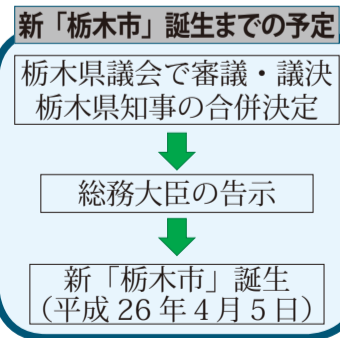 新「栃木市」誕生までの予定
栃木県議会で審議・議決
栃木県知事の合併決定
総務大臣の告示
新「栃木市」誕生
（平成 26 年 4 月 5 日）